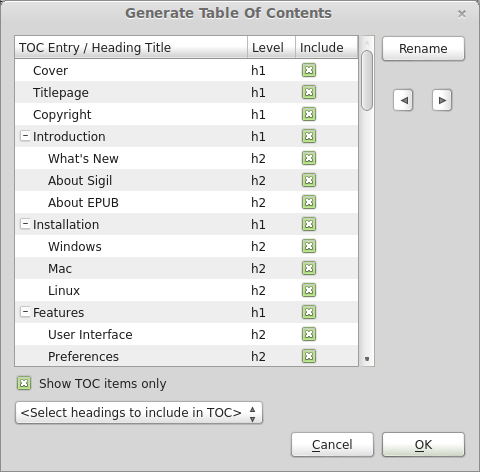 Generate Table Of Contents
TOC Entry / Heading Title Level Include Rename
Cover h1
Titlepage h1
Copyright h1
Introduction h1
What's New h2
About Sigil h2
About EPUB h2
Installation h1
Windows h2
Mac h2
Linux h2
Features h1
User Interface h2
Preferences h2
Show TOC items only
<Select headings to include in TOC>
Cancel OK